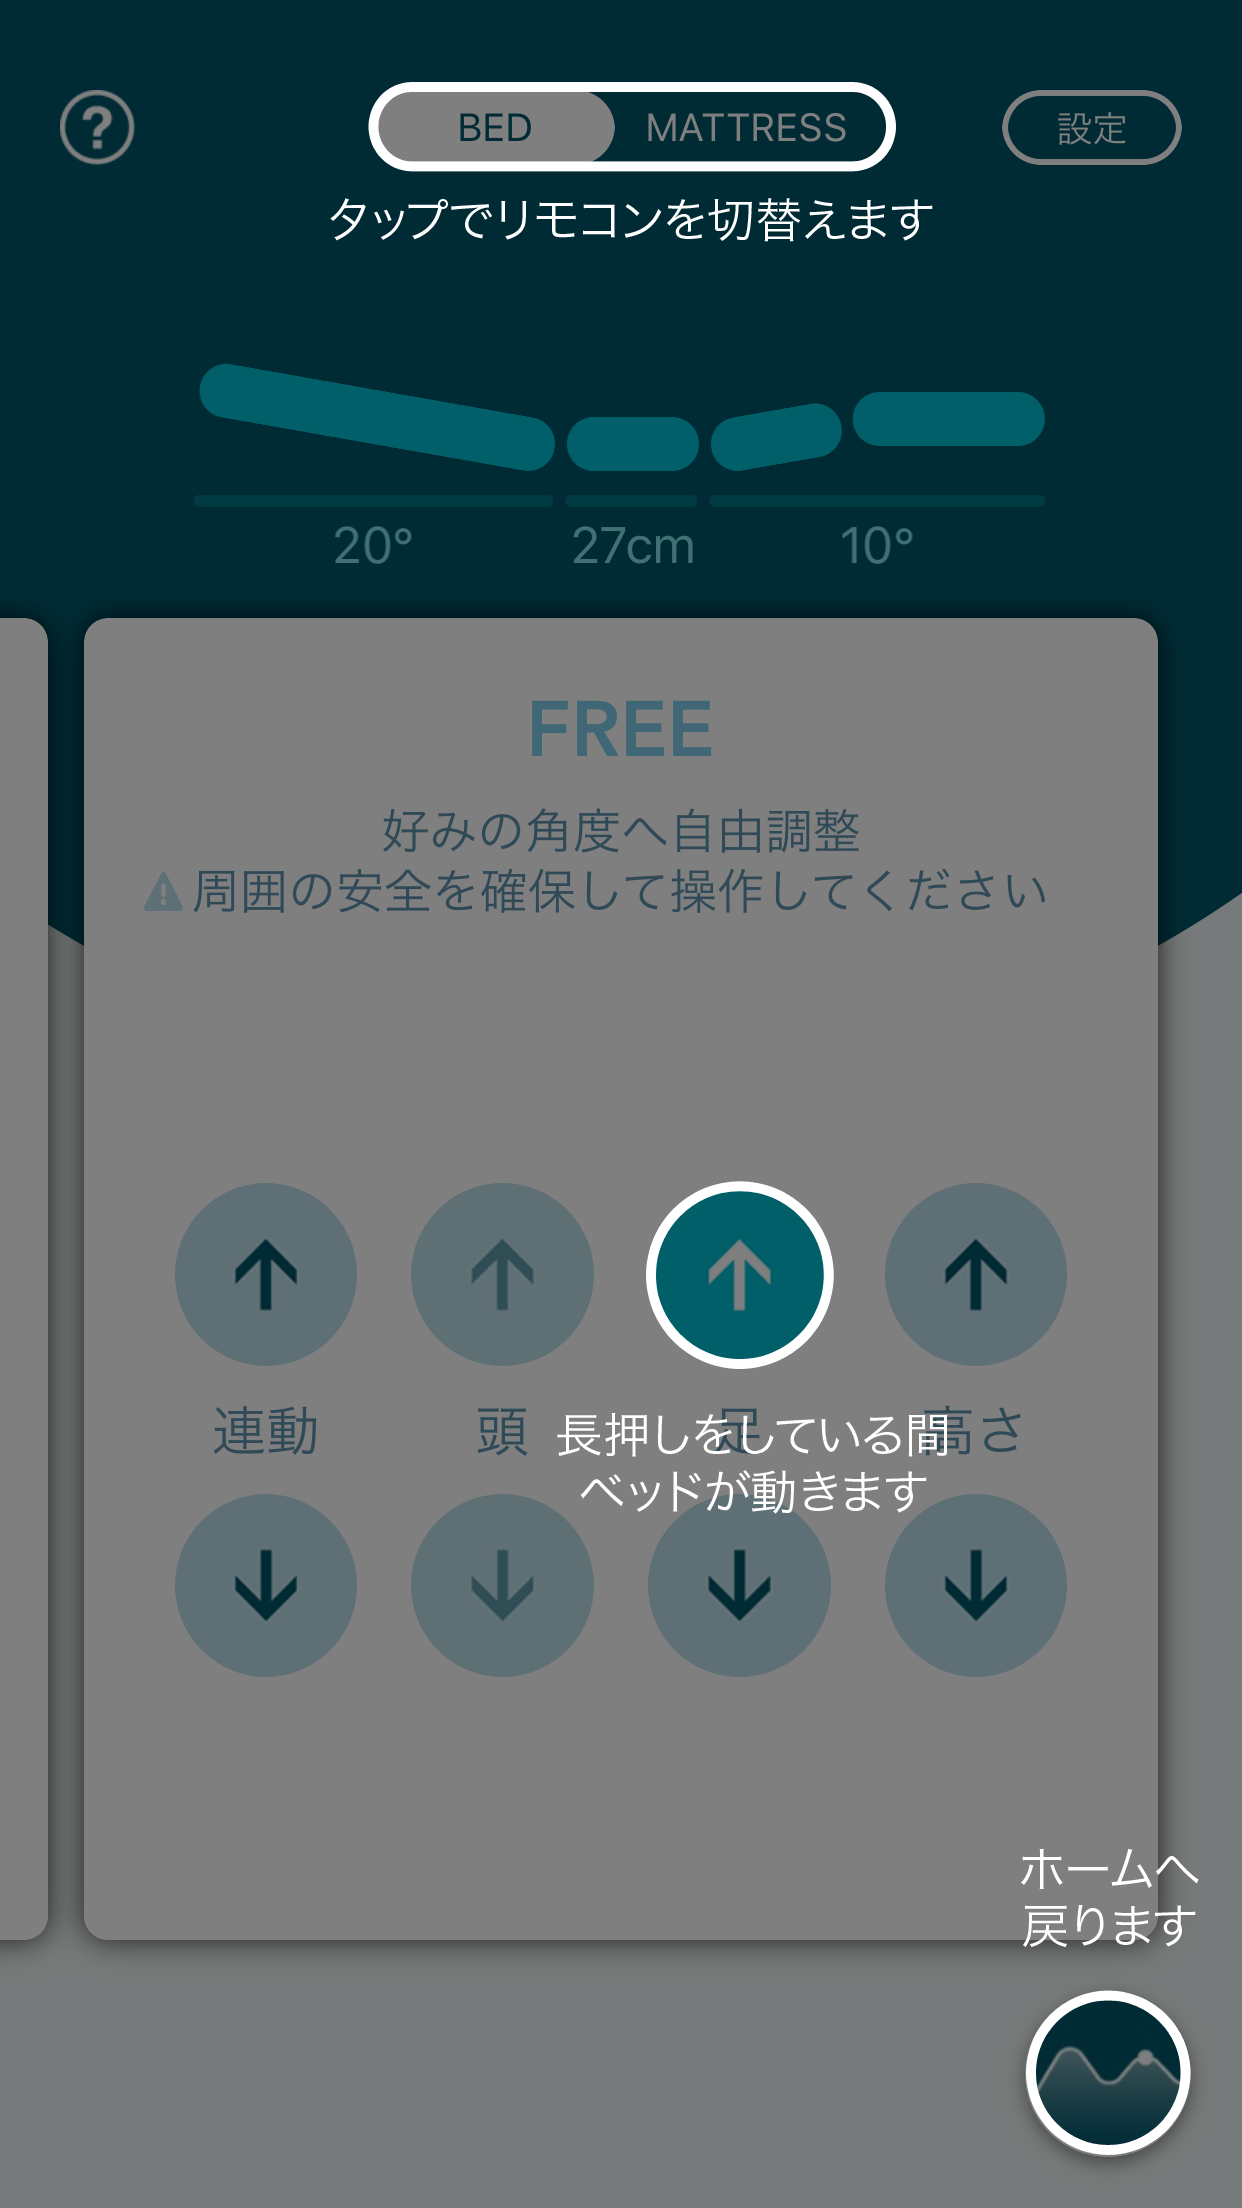 ?
BED
MATTRESS
設定
タップでリモコンを切替えます
20°
27cm
10°
FREE
好みの角度へ自由調整
周囲の安全を確保して操作してください
連動
頭
足
高さ
長押しをしている間
ベッドが動きます
ホームへ
戻ります